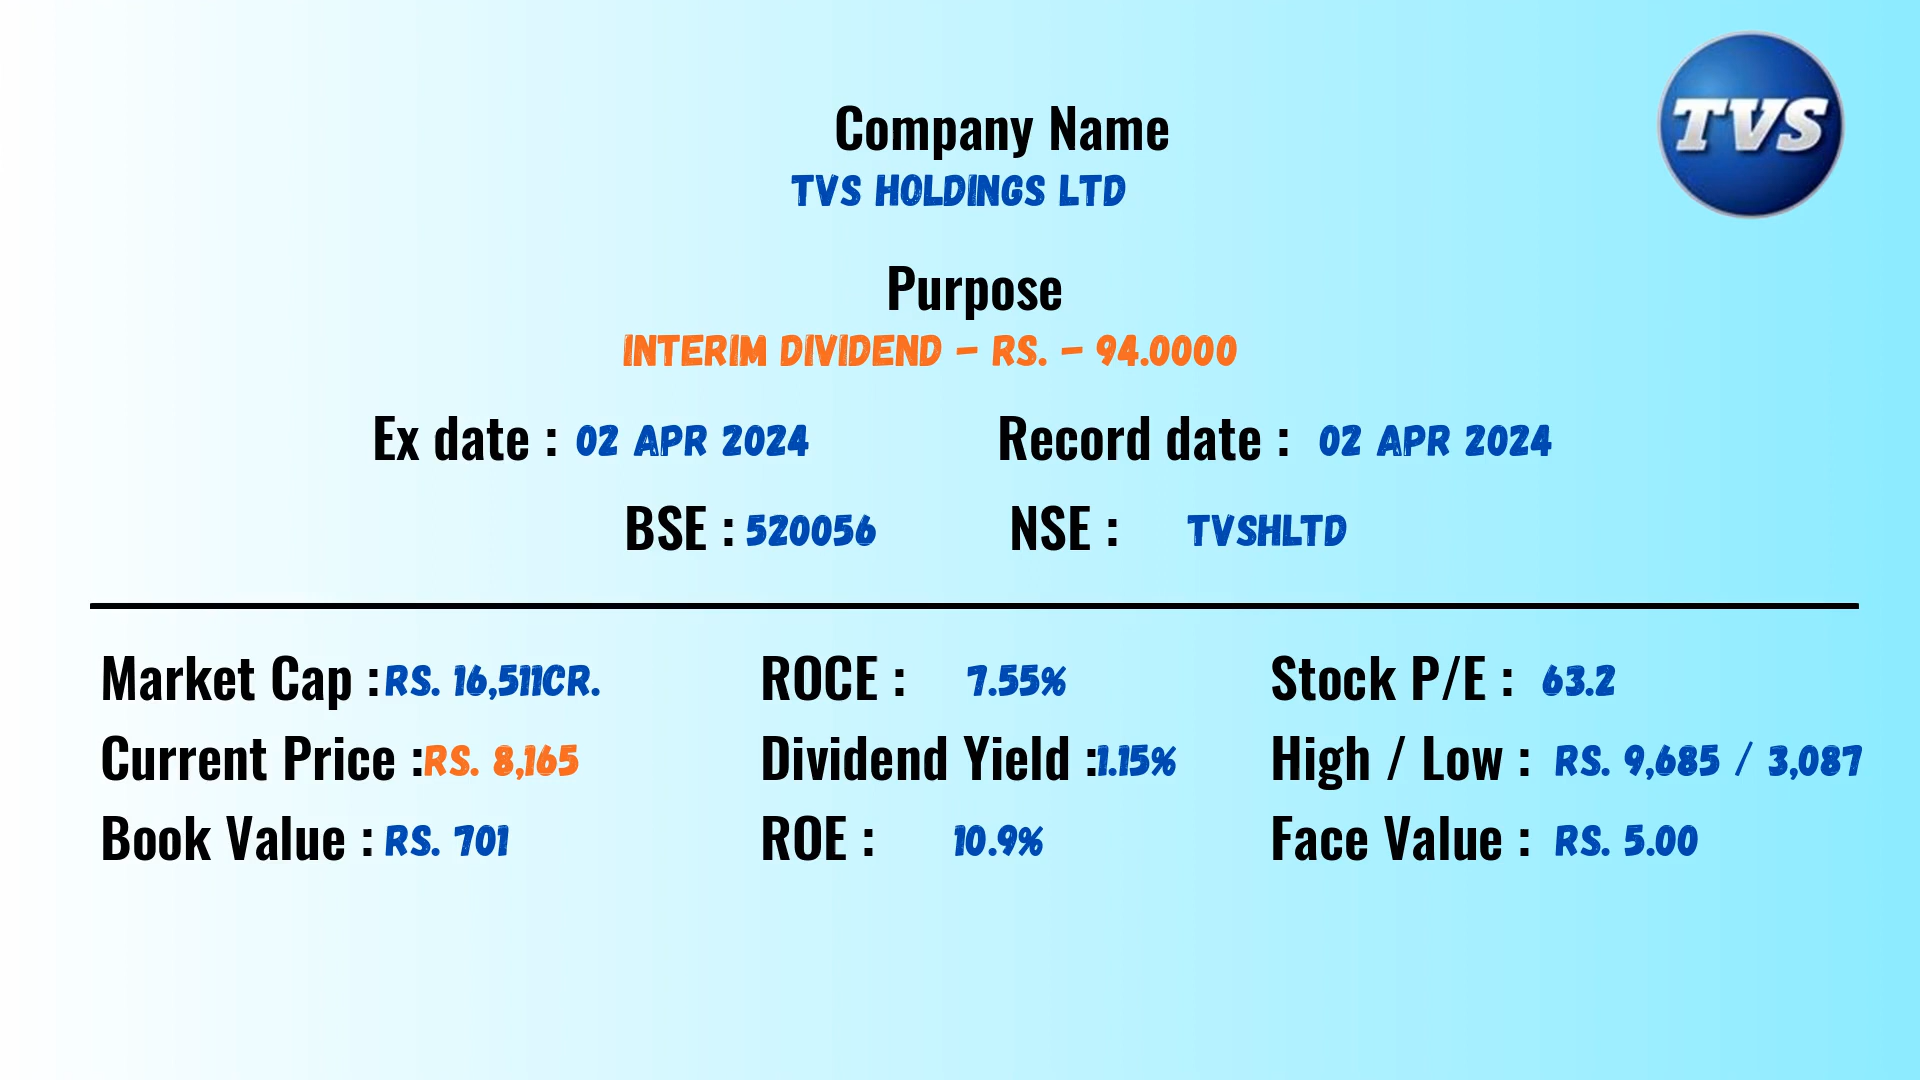 TVS
Company Name
TVS HOLDINGS LTD
Purpose
INTERIM DIVIDEND - RS. - 94.0000
Ex date : 02 APR 2024 Record date : 02 APR 2024
BSE : 520056 NSE : TVSHLTD
Market Cap : RS. 16,511CR. ROCE : 7.55% Stock P/E : 63.2
Current Price : RS. 8,165 Dividend Yield : 1.15% High / Low : RS. 9,685 / 3,087
Book Value : RS. 701 ROE : 10.9% Face Value : RS. 5.00